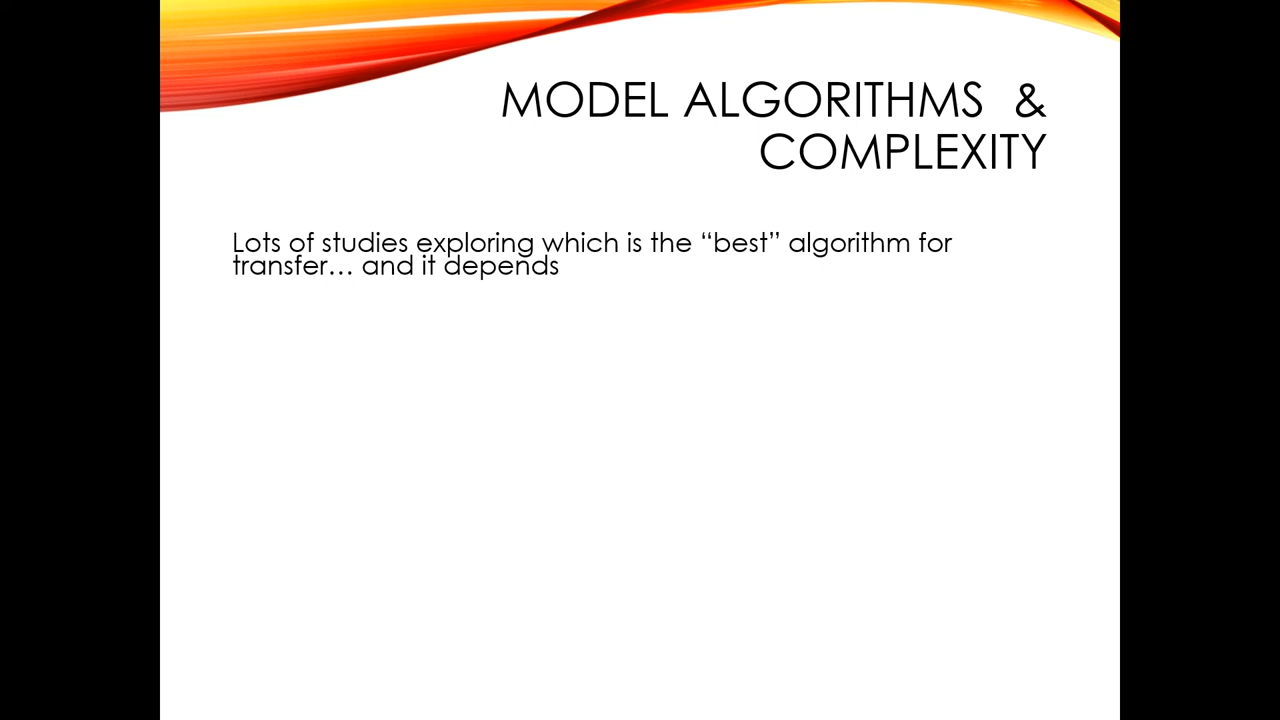 MODEL ALGORITHMS  &
COMPLEXITY
Lots of studies exploring which is the “best” algorithm for
transfer… and it depends